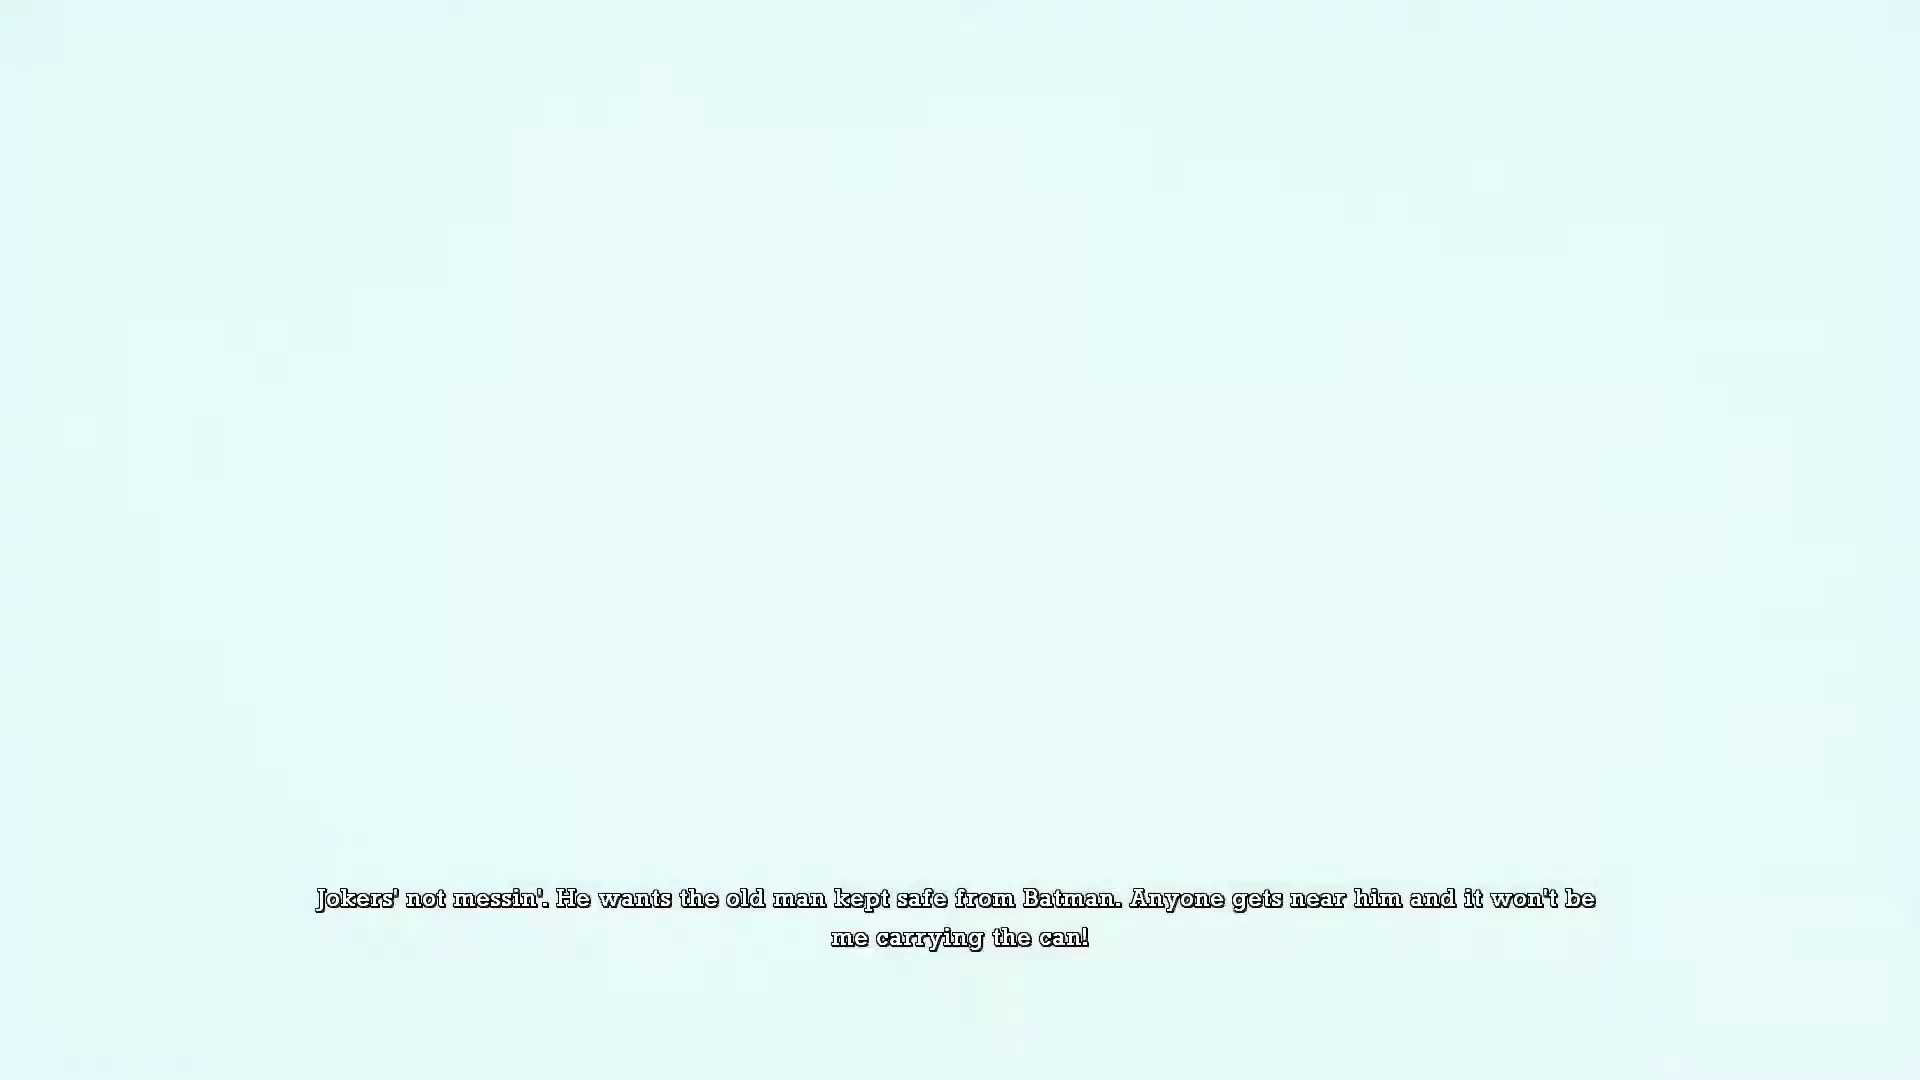 Jokers' not messin'. He wants the old man kept safe from Batman. Anyone gets near him and it won't be
me carrying the can!